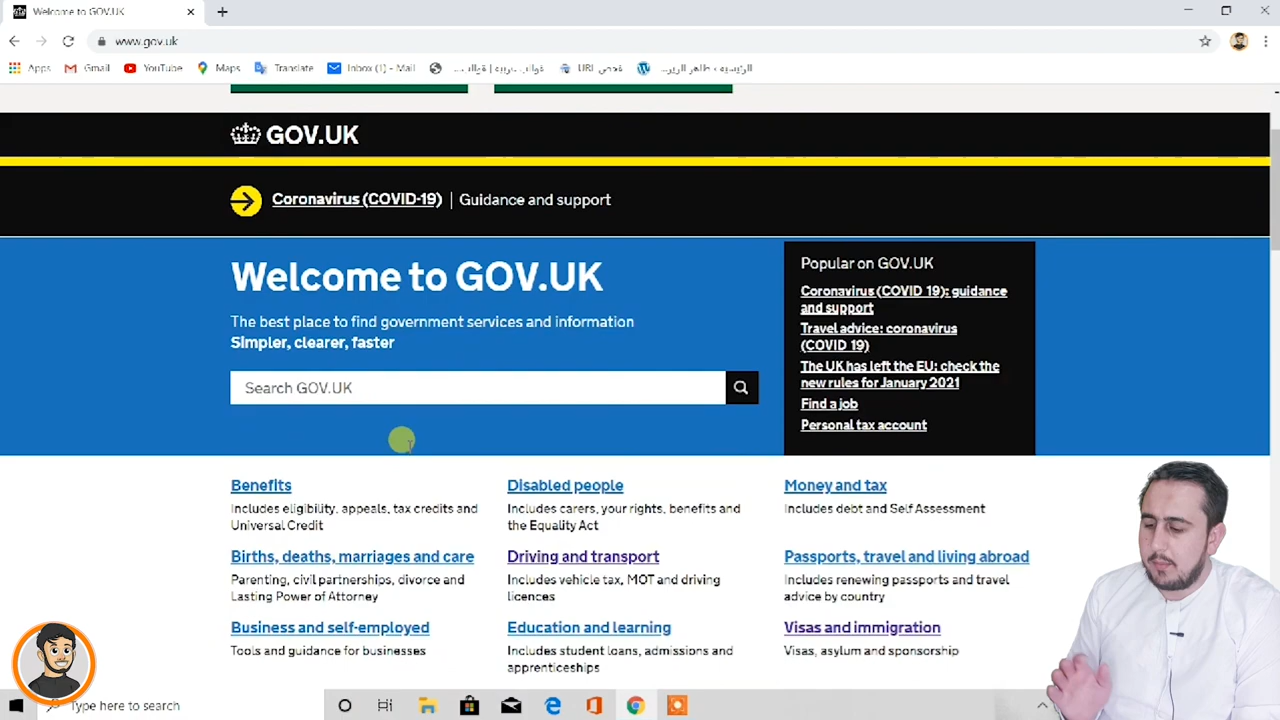 Welcome to GOV.UK
www.gov.uk
Apps Gmail YouTube Maps Translate Inbox (1) - Mail فحص URL
GOV.UK
Coronavirus (COVID-19) | Guidance and support
Welcome to GOV.UK
The best place to find government services and information
Simpler, clearer, faster
Search GOV.UK
Popular on GOV.UK
Coronavirus (COVID 19): guidance
and support
Travel advice: coronavirus
(COVID 19)
The UK has left the EU: check the
new rules for January 2021
Find a job
Personal tax account
Benefits
Includes eligibility, appeals, tax credits and
Universal Credit
Disabled people
Includes carers, your rights, benefits and
the Equality Act
Money and tax
Includes debt and Self Assessment
Births, deaths, marriages and care
Parenting, civil partnerships, divorce and
Lasting Power of Attorney
Driving and transport
Includes vehicle tax, MOT and driving
licences
Passports, travel and living abroad
Includes renewing passports and travel
advice by country
Business and self-employed
Tools and guidance for businesses
Education and learning
Includes student loans, admissions and
apprenticeships
Visas and immigration
Visas, asylum and sponsorship
Type here to search